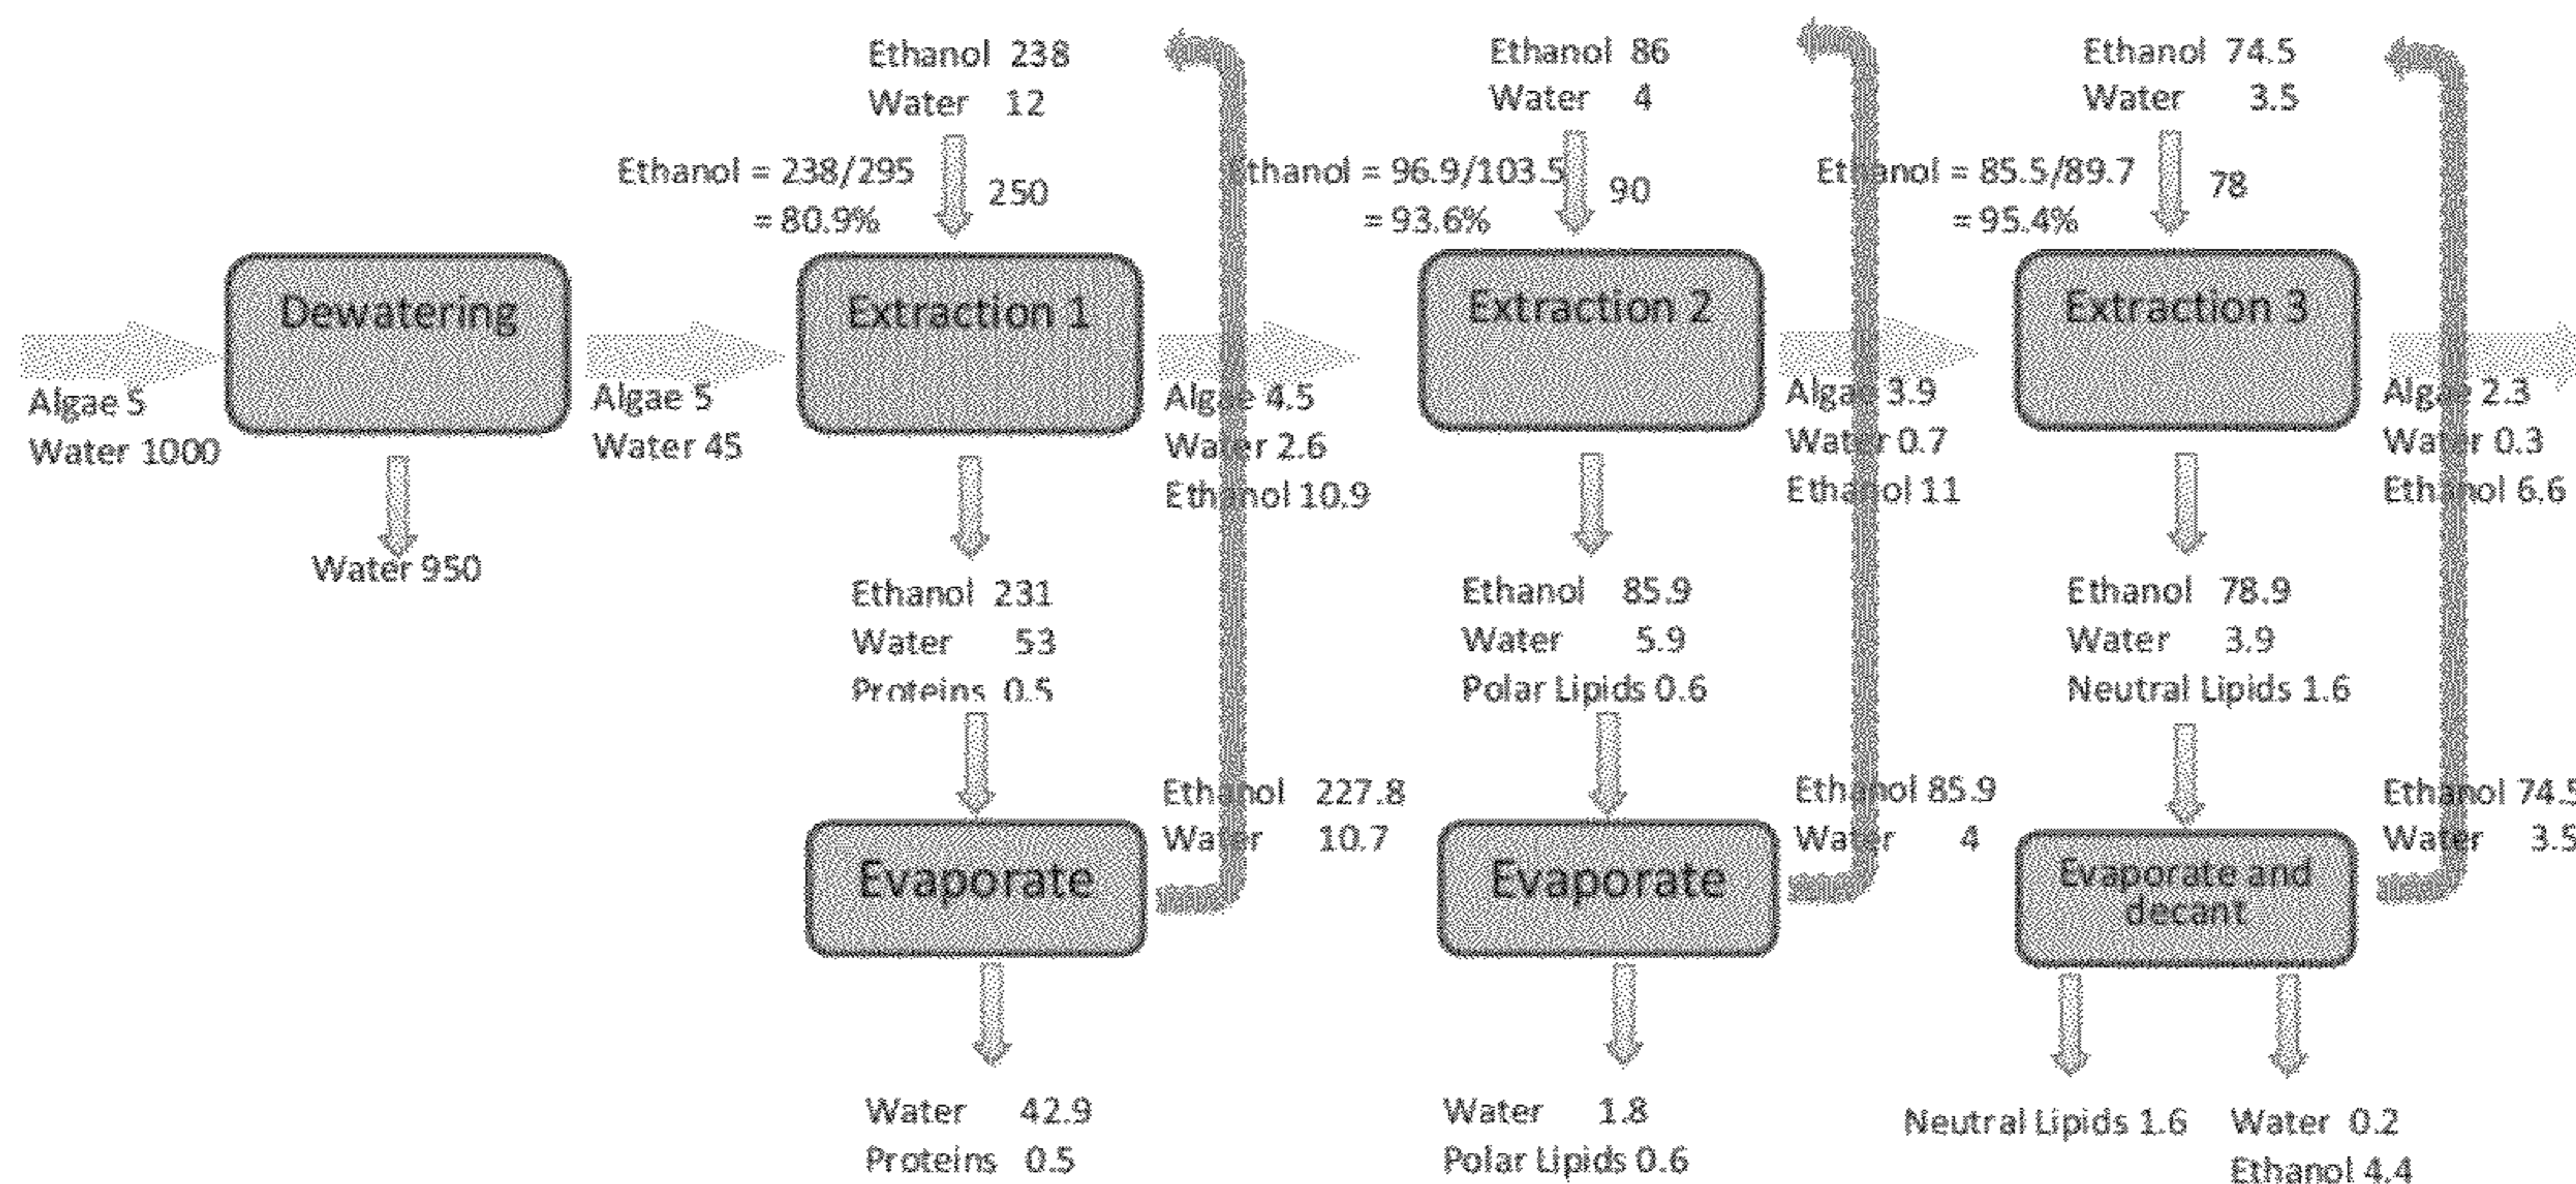 Ethanol 238
Water 12
Ethanol = 238/295
= 80.9%
250
Ethanol 86
Water 4
Ethanol = 96.9/103.5
= 93.6%
90
Ethanol 74.5
Water 3.5
Ethanol = 85.5/89.7
= 95.4%
78
Dewatering
Extraction 1
Extraction 2
Extraction 3
Algae 5
Water 1000
Algae 5
Water 45
Algae 4.5
Water 2.6
Ethanol 10.9
Algae 3.9
Water 0.7
Ethanol 11
Algae 2.3
Water 0.3
Ethanol 6.6
Water 950
Ethanol 231
Water 53
Proteins 0.5
Ethanol 85.9
Water 5.9
Polar Lipids 0.6
Ethanol 78.9
Water 3.9
Neutral Lipids 1.6
Ethanol 227.8
Water 10.7
Ethanol 85.9
Water 4
Ethanol 74.5
Water 3.5
Evaporate
Evaporate
Evaporate and
decant
Water 42.9
Proteins 0.5
Water 1.8
Polar Lipids 0.6
Neutral Lipids 1.6
Water 0.2
Ethanol 4.4